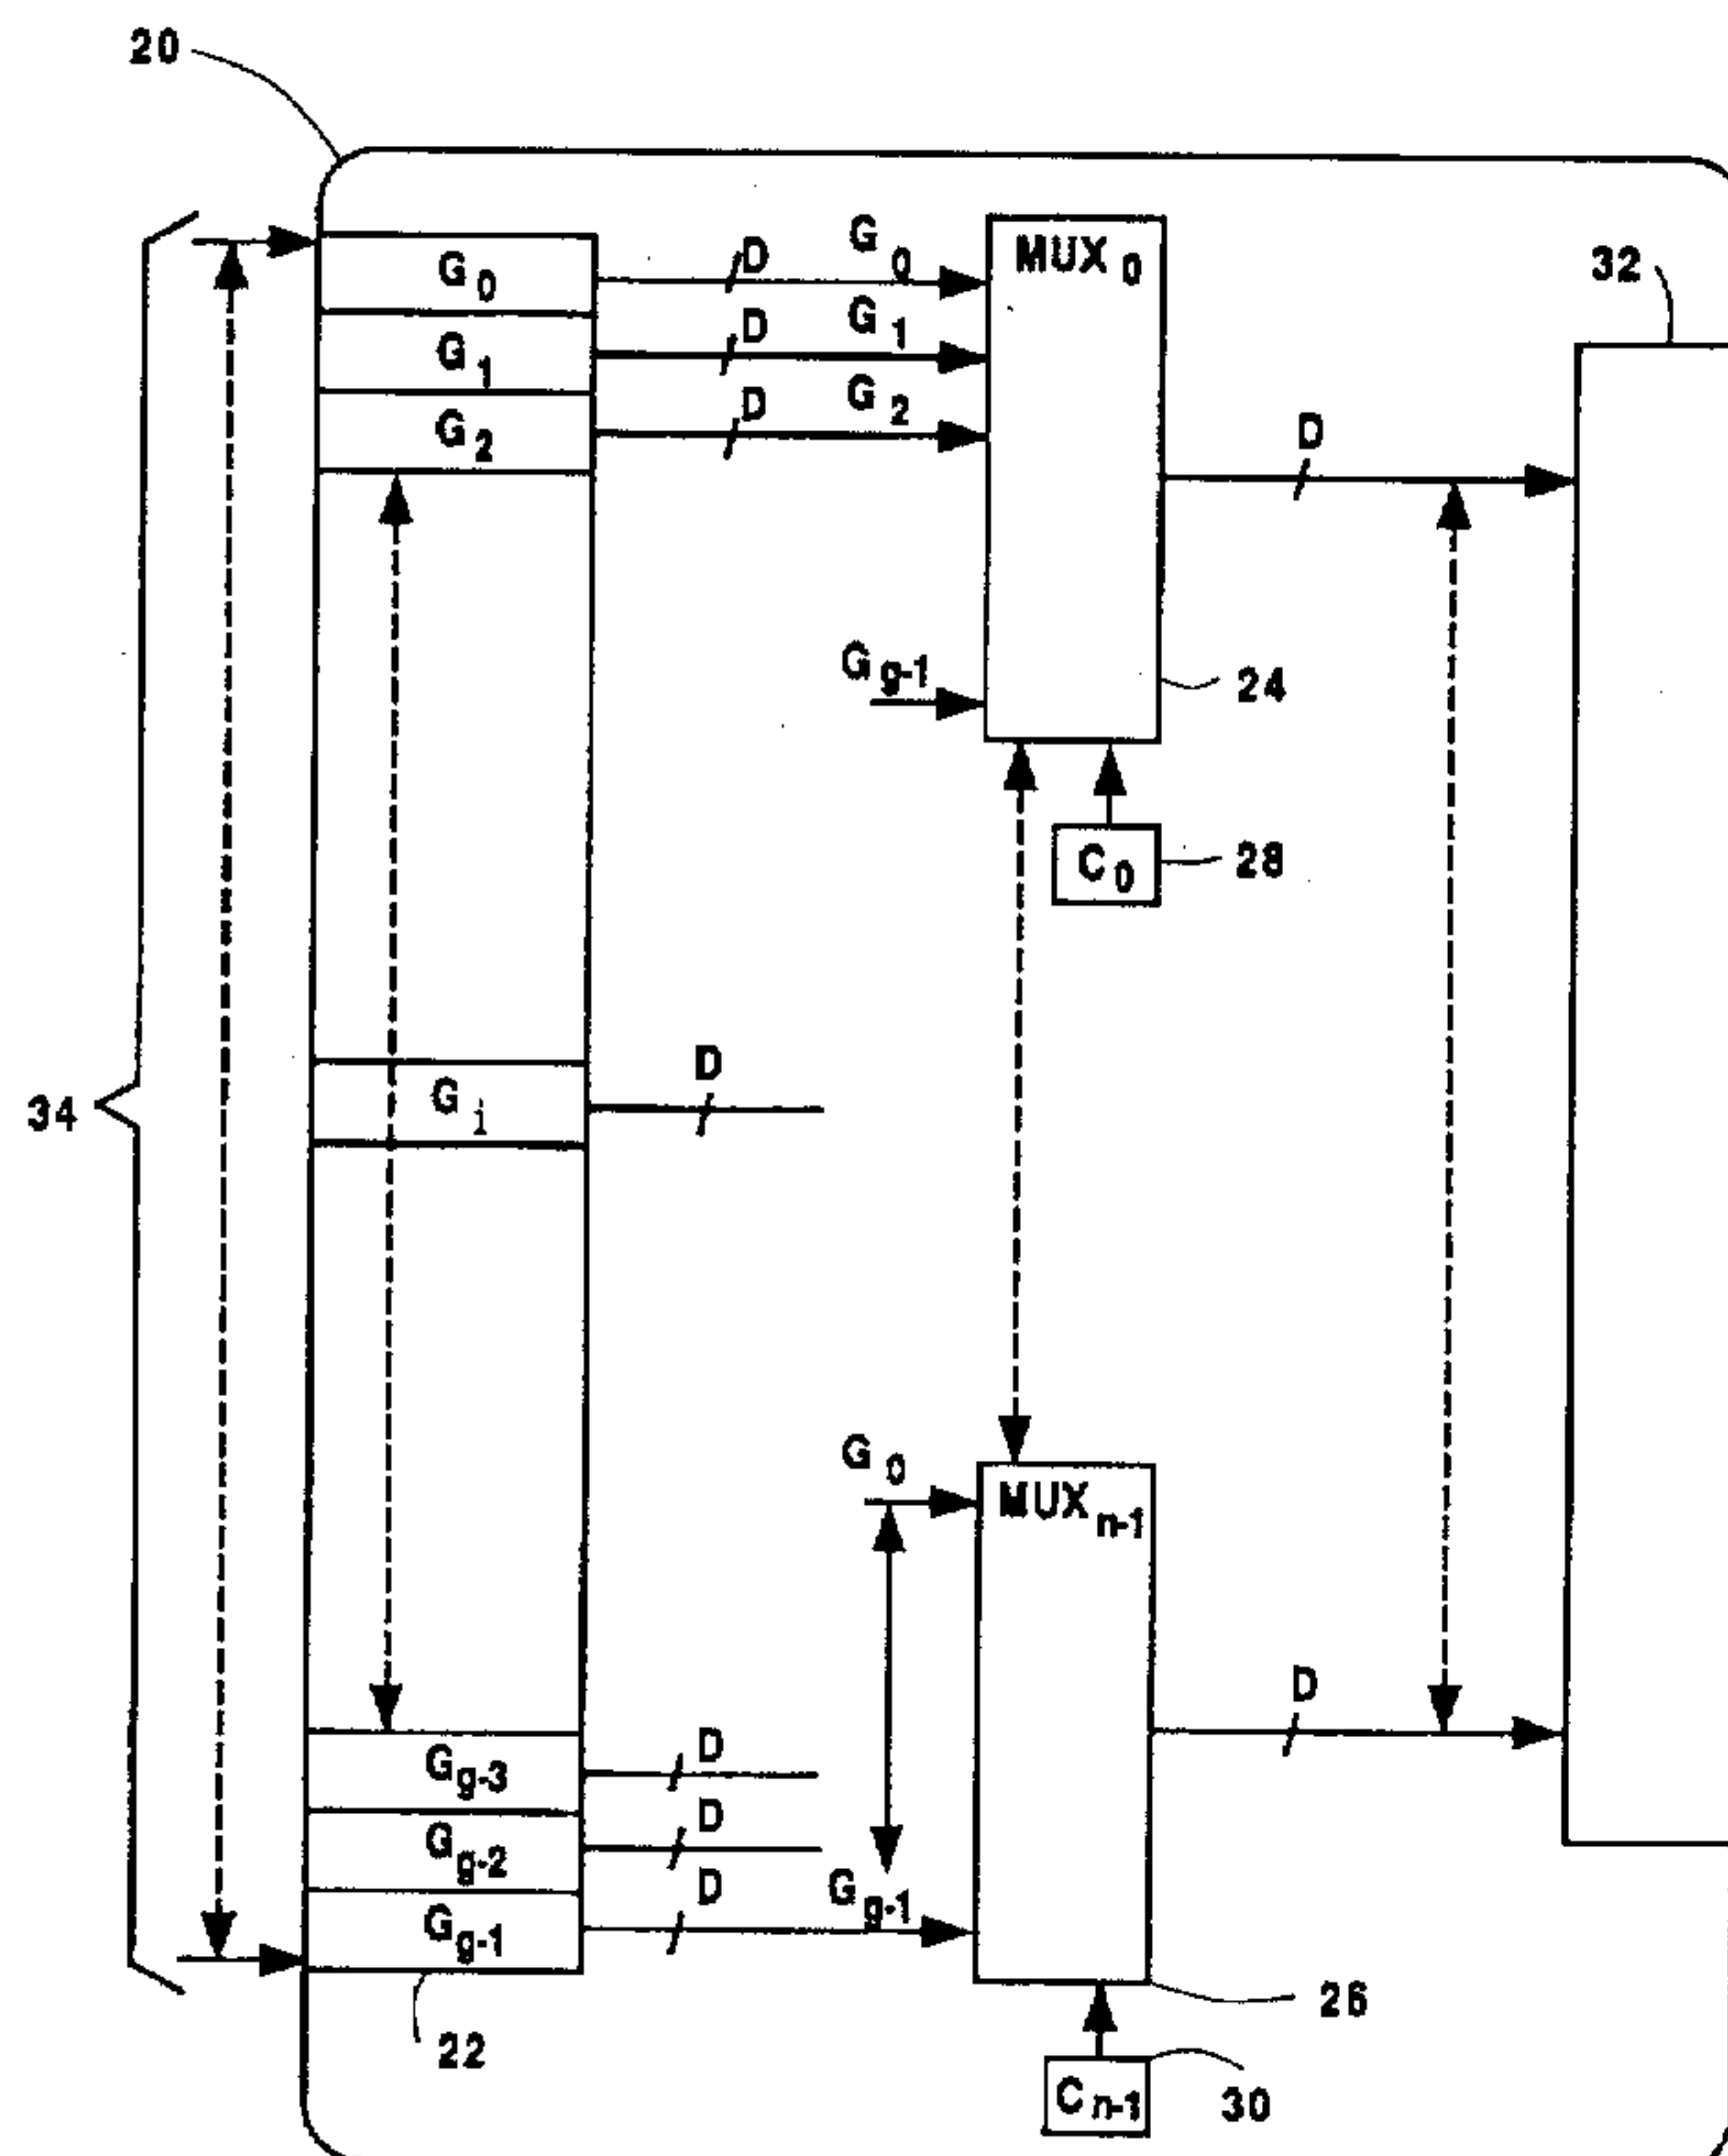 20
G0 D G0 MUX0 32
G1 D G1
G2 D G2 D
Gg-1 24
C0 28
34 Gi D
G0 MUXn-1
D
Gg-3 D
Gg-2 D
Gg-1 D Gg-1
26
22
Cn-1 30